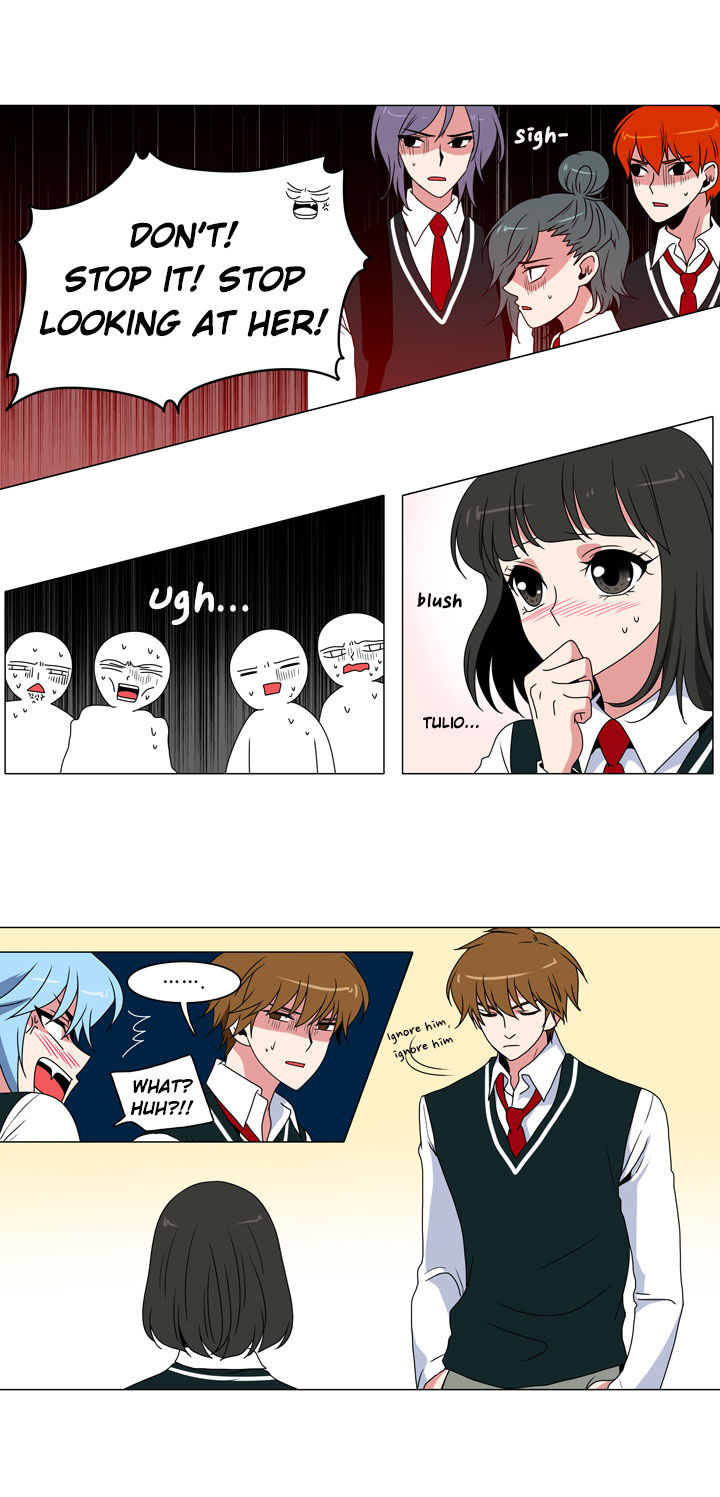 DON'T!
STOP IT! STOP
LOOKING AT HER!
sigh-
ugh...
blush
TULIO...
.......
WHAT?
HUH?!!
Ignore him,
ignore him